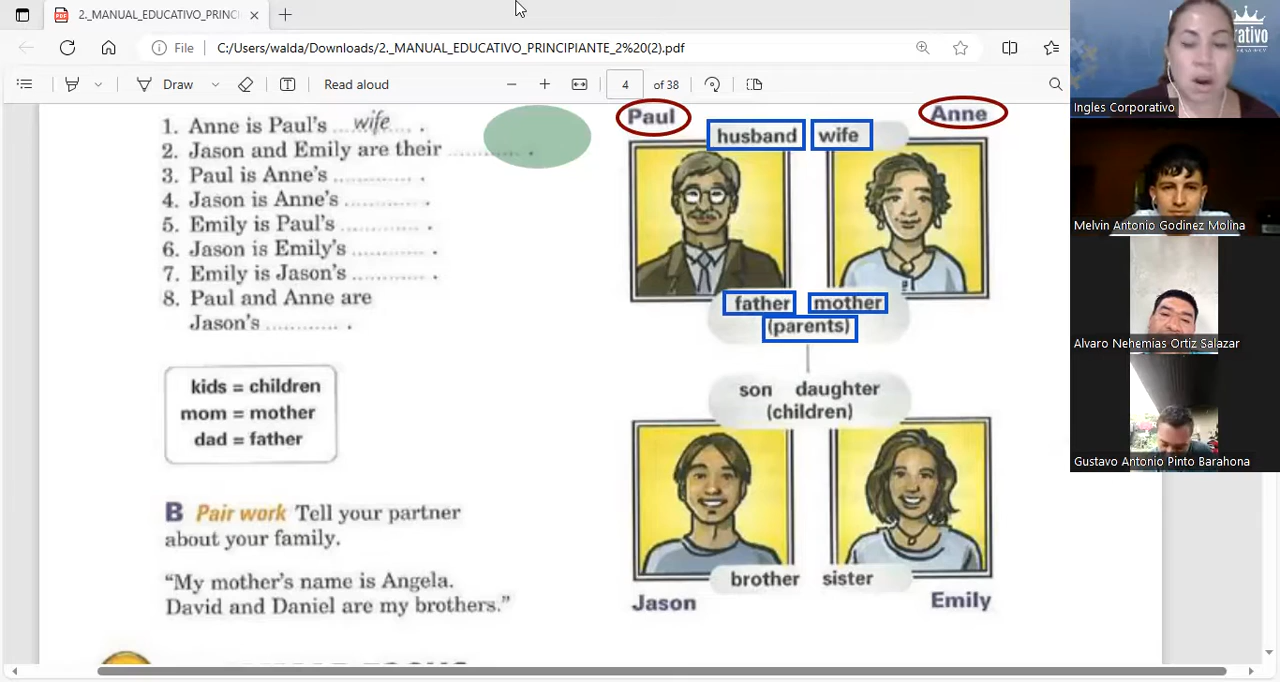 2._MANUAL_EDUCATIVO_PRINCI
File
C:/Users/walda/Downloads/2._MANUAL_EDUCATIVO_PRINCIPIANTE_2%20(2).pdf
Draw
Read aloud
4 of 38
1. Anne is Paul's ....wife.... .
2. Jason and Emily are their ............ .
3. Paul is Anne's ............ .
4. Jason is Anne's ............ .
5. Emily is Paul's ............ .
6. Jason is Emily's ............ .
7. Emily is Jason's ............ .
8. Paul and Anne are
Jason's ............ .
kids = children
mom = mother
dad = father
B Pair work Tell your partner
about your family.
"My mother's name is Angela.
David and Daniel are my brothers."
Paul
Anne
husband wife
father mother
(parents)
son daughter
(children)
brother sister
Jason
Emily
Ingles Corporativo
Melvin Antonio Godinez Molina
Alvaro Nehemias Ortiz Salazar
Gustavo Antonio Pinto Barahona